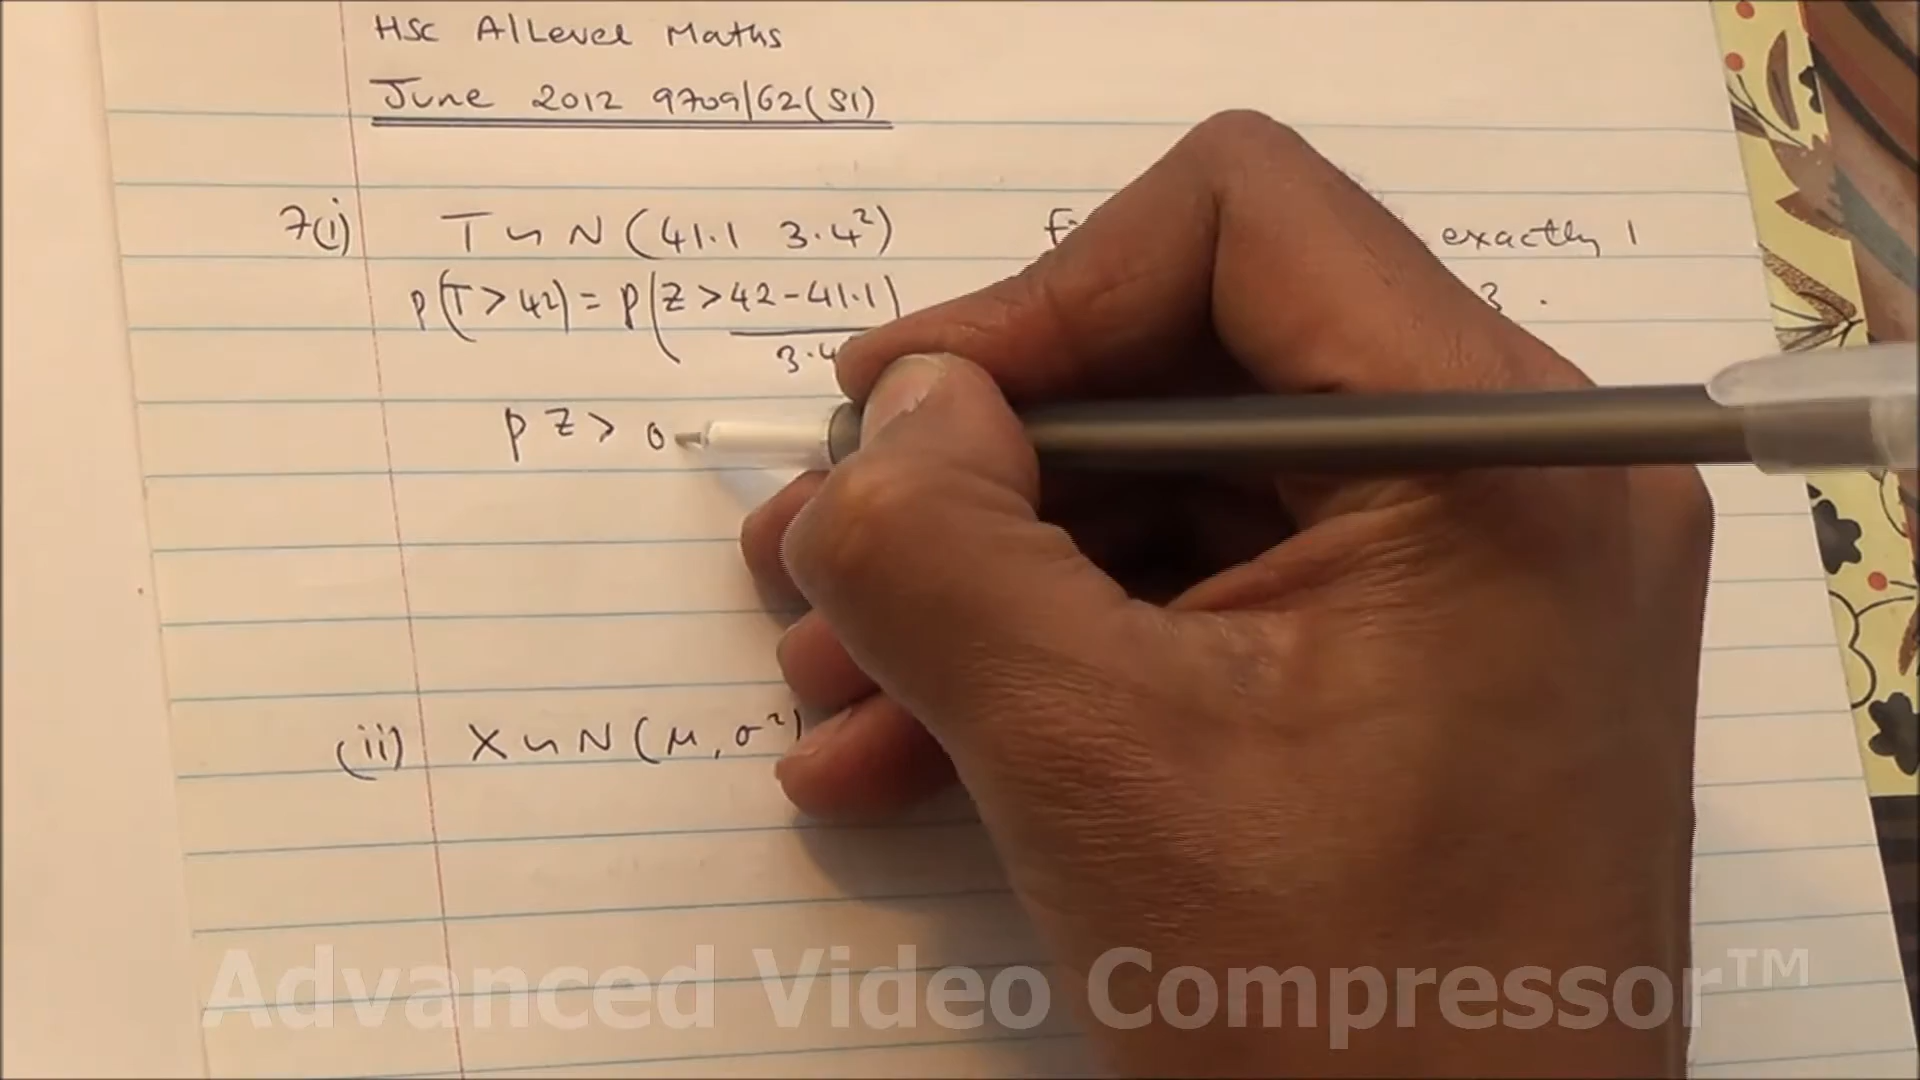 HSC A/Level Maths
June 2012 9709/62(S1)
7(i) T ~ N (41.1 3.4²) exactly 1
P(T > 42) = P(Z > 42 - 41.1) 3.
3.4
P Z > 0
(ii) X ~ N (μ, σ²)
Advanced Video Compressor™